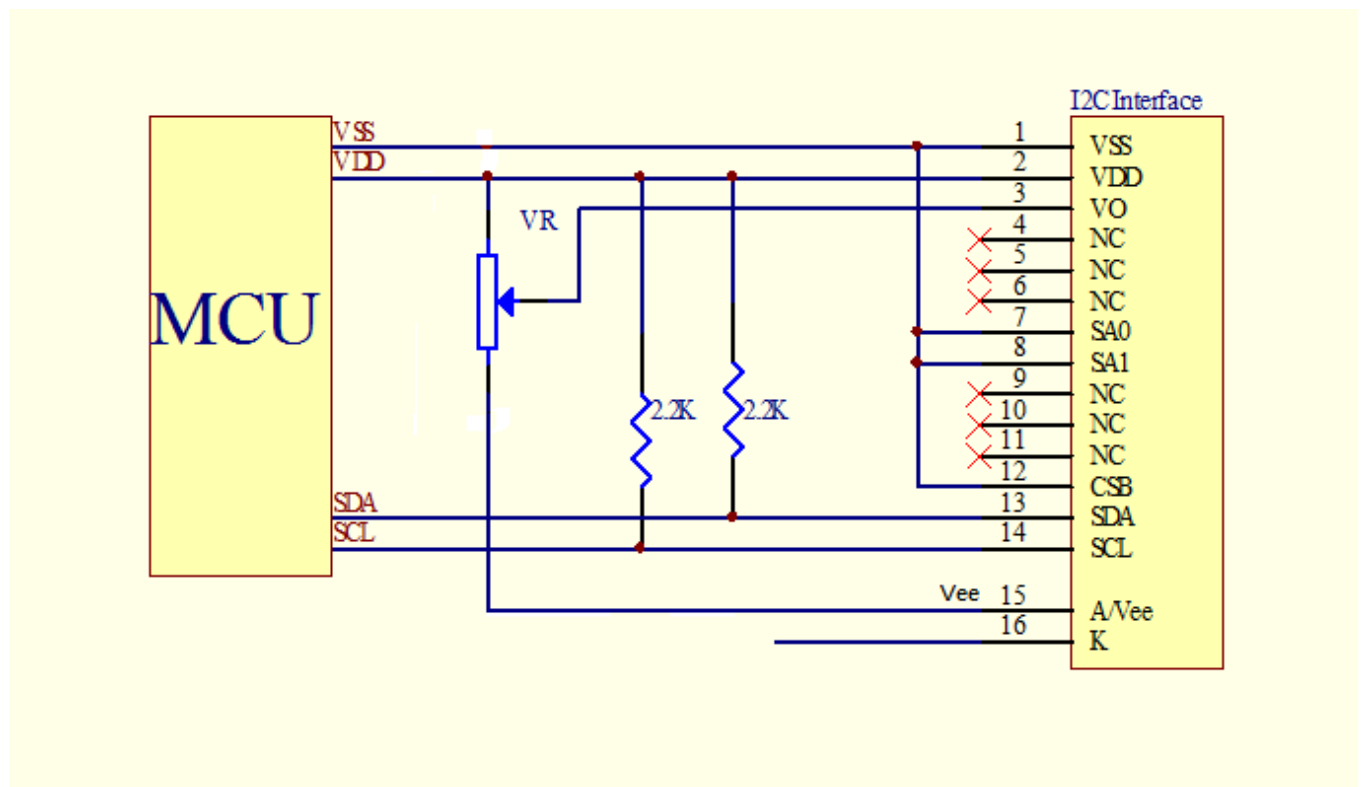 I2C Interface
VSS
VDD
MCU
SDA
SCL
VR
2.2K
2.2K
1 VSS
2 VDD
3 VO
4 NC
5 NC
6 NC
7 SA0
8 SA1
9 NC
10 NC
11 NC
12 CSB
13 SDA
14 SCL
Vee 15 A/Vee
16 K